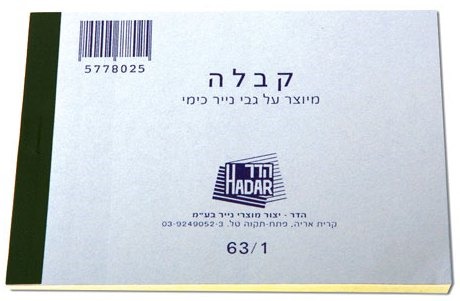 5778025
קבלה
מיוצר על גבי נייר כימי
הדר
HADAR
הדר - יצור מוצרי נייר בע"מ
קרית אריה, פתח-תקוה טל. 03-9249052-3
63/1